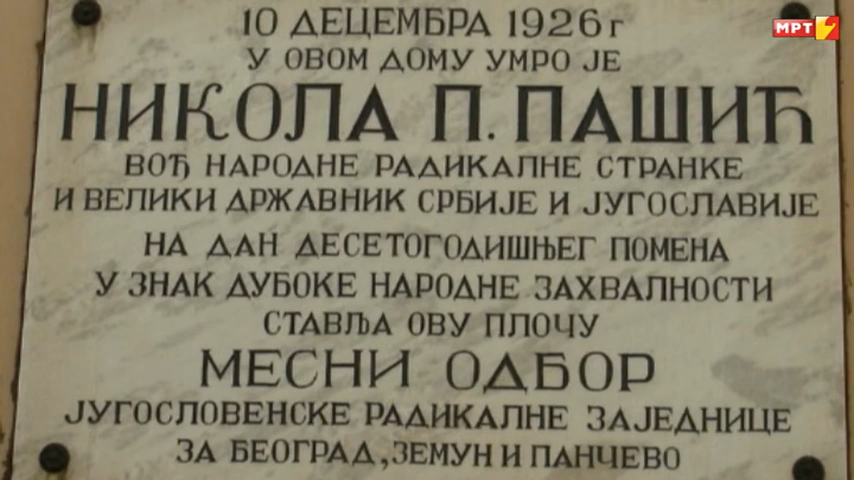 10 ДЕЦЕМБРА 1926 г
У ОВОМ ДОМУ УМРО ЈЕ
НИКОЛА П. ПАШИЋ
ВОЂ НАРОДНЕ РАДИКАЛНЕ СТРАНКЕ
И ВЕЛИКИ ДРЖАВНИК СРБИЈЕ И ЈУГОСЛАВИЈЕ
НА ДАН ДЕСЕТОГОДИШЊЕГ ПОМЕНА
У ЗНАК ДУБОКЕ НАРОДНЕ ЗАХВАЛНОСТИ
СТАВЉА ОВУ ПЛОЧУ
МЕСНИ ОДБОР
ЈУГОСЛОВЕНСКЕ РАДИКАЛНЕ ЗАЈЕДНИЦЕ
ЗА БЕОГРАД, ЗЕМУН И ПАНЧЕВО
МРТ